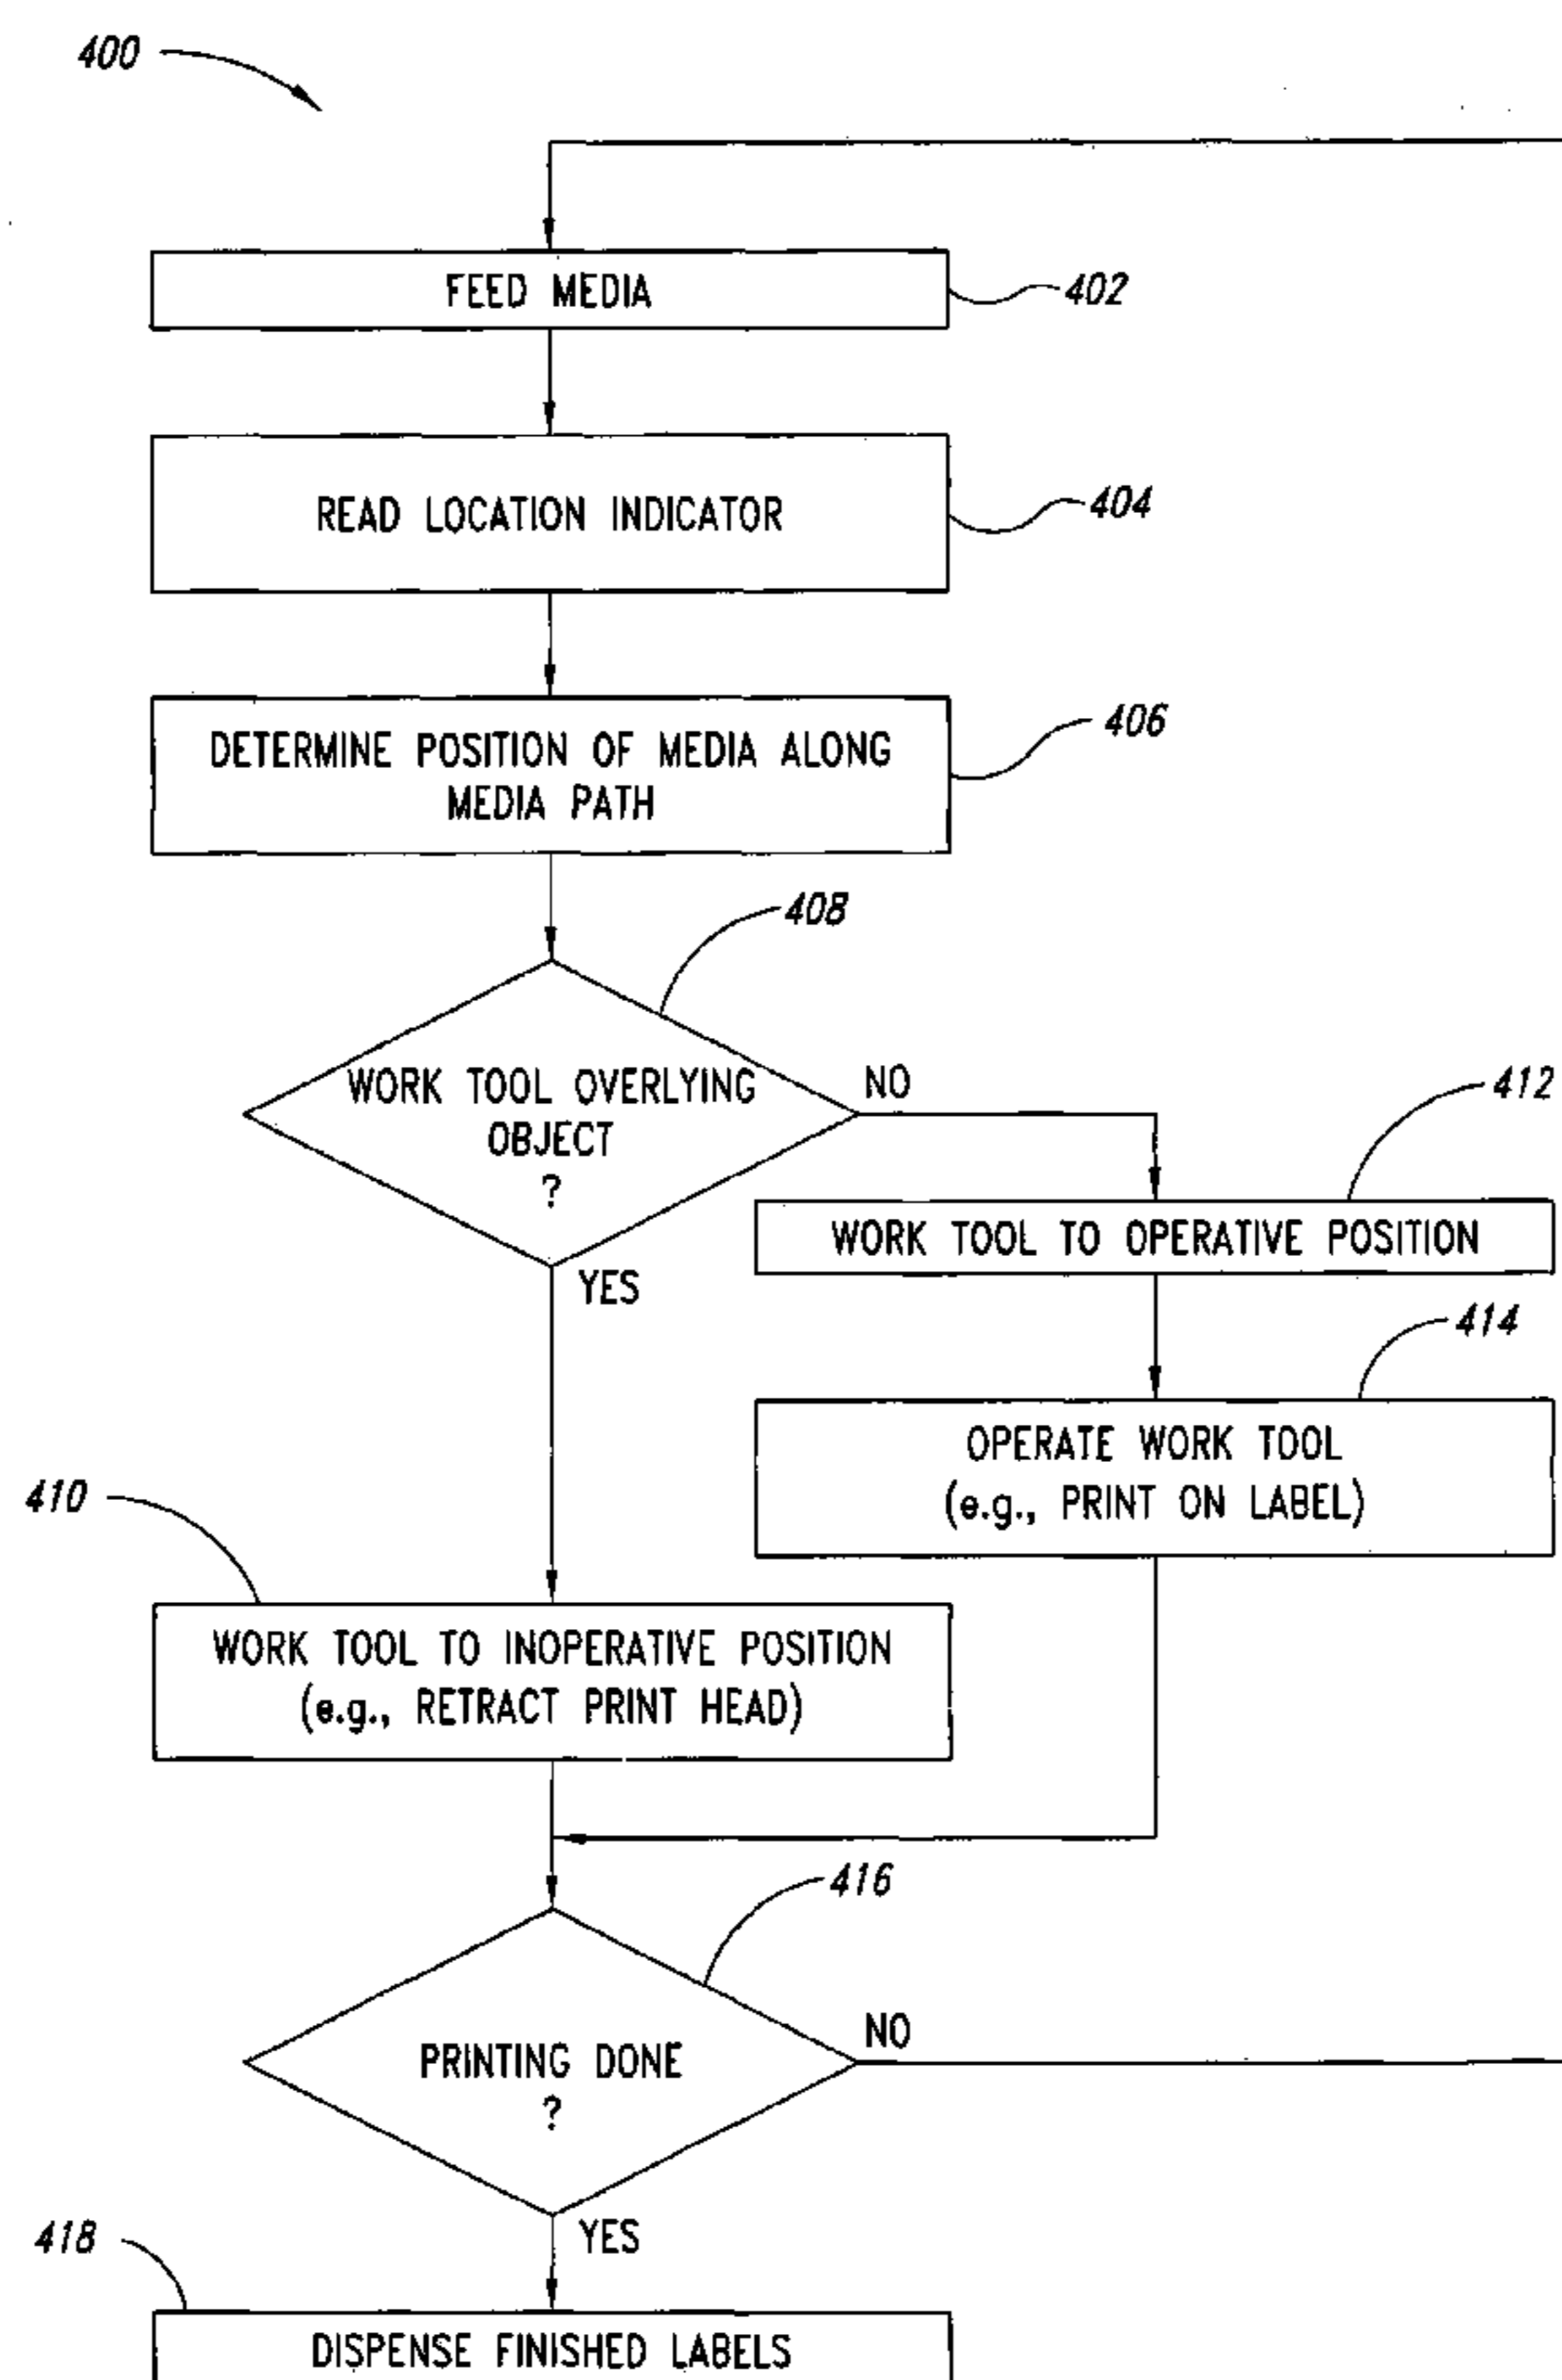 400
FEED MEDIA
402
READ LOCATION INDICATOR
404
DETERMINE POSITION OF MEDIA ALONG
MEDIA PATH
406
408
WORK TOOL OVERLYING
OBJECT
?
NO
YES
412
WORK TOOL TO OPERATIVE POSITION
414
OPERATE WORK TOOL
(e.g., PRINT ON LABEL)
410
WORK TOOL TO INOPERATIVE POSITION
(e.g., RETRACT PRINT HEAD)
416
PRINTING DONE
?
NO
YES
418
DISPENSE FINISHED LABELS